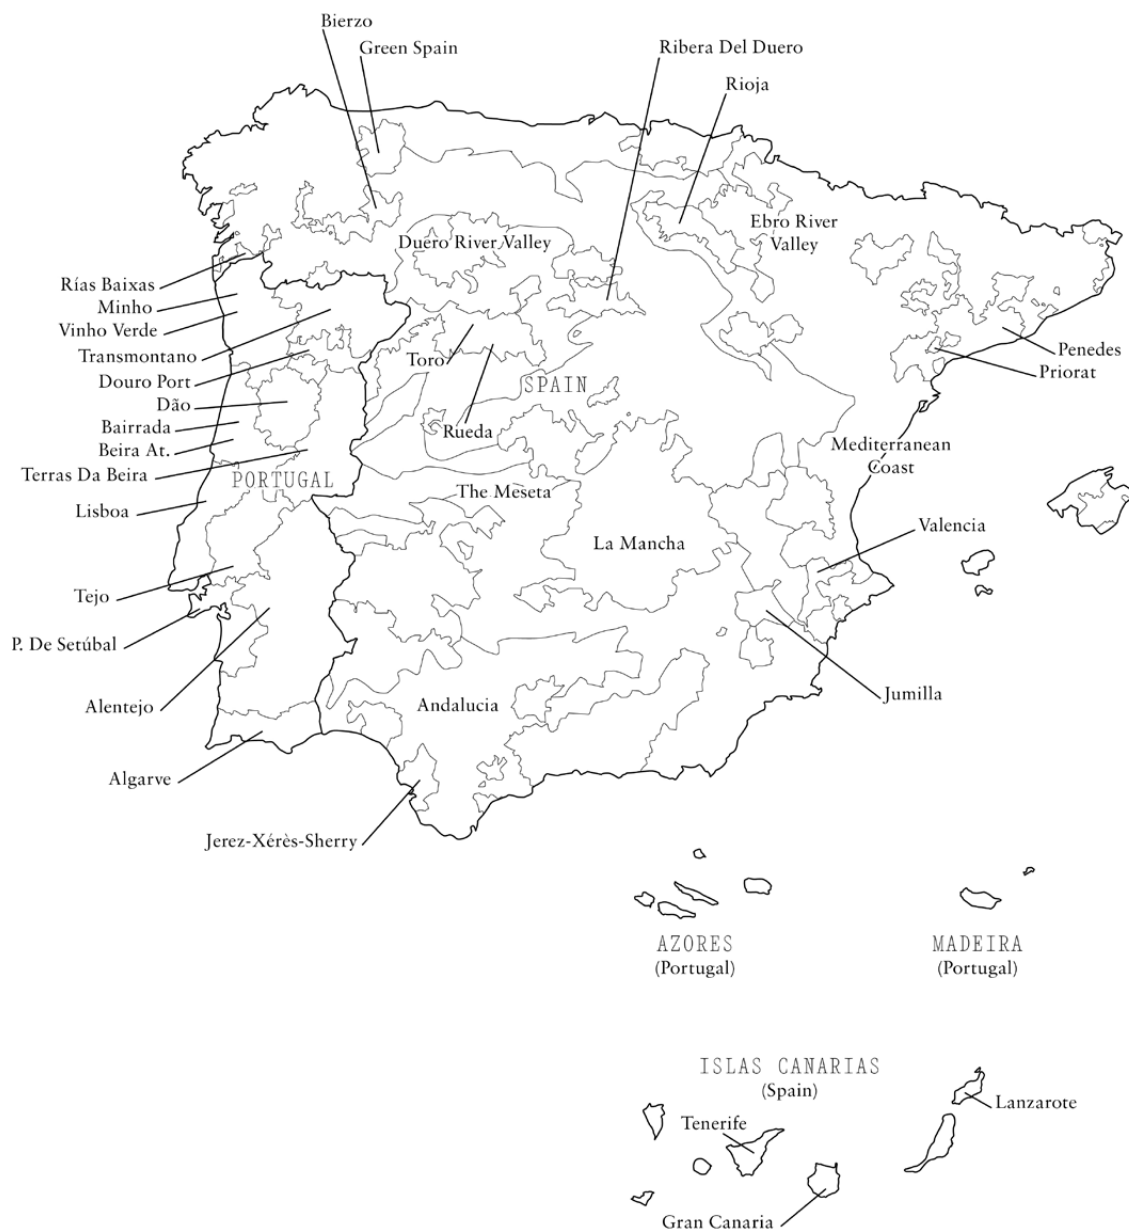 Bierzo
Green Spain
Ribera Del Duero
Rioja
Ebro River
Valley
Duero River Valley
Rías Baixas
Minho
Vinho Verde
Transmontano
Douro Port
Dão
Bairrada
Beira At.
Terras Da Beira
Lisboa
PORTUGAL
Toro
SPAIN
Rueda
Penedes
Priorat
Mediterranean
Coast
The Meseta
La Mancha
Valencia
Tejo
P. De Setúbal
Alentejo
Algarve
Andalucia
Jumilla
Jerez-Xérès-Sherry
AZORES
(Portugal)
MADEIRA
(Portugal)
ISLAS CANARIAS
(Spain)
Lanzarote
Tenerife
Gran Canaria